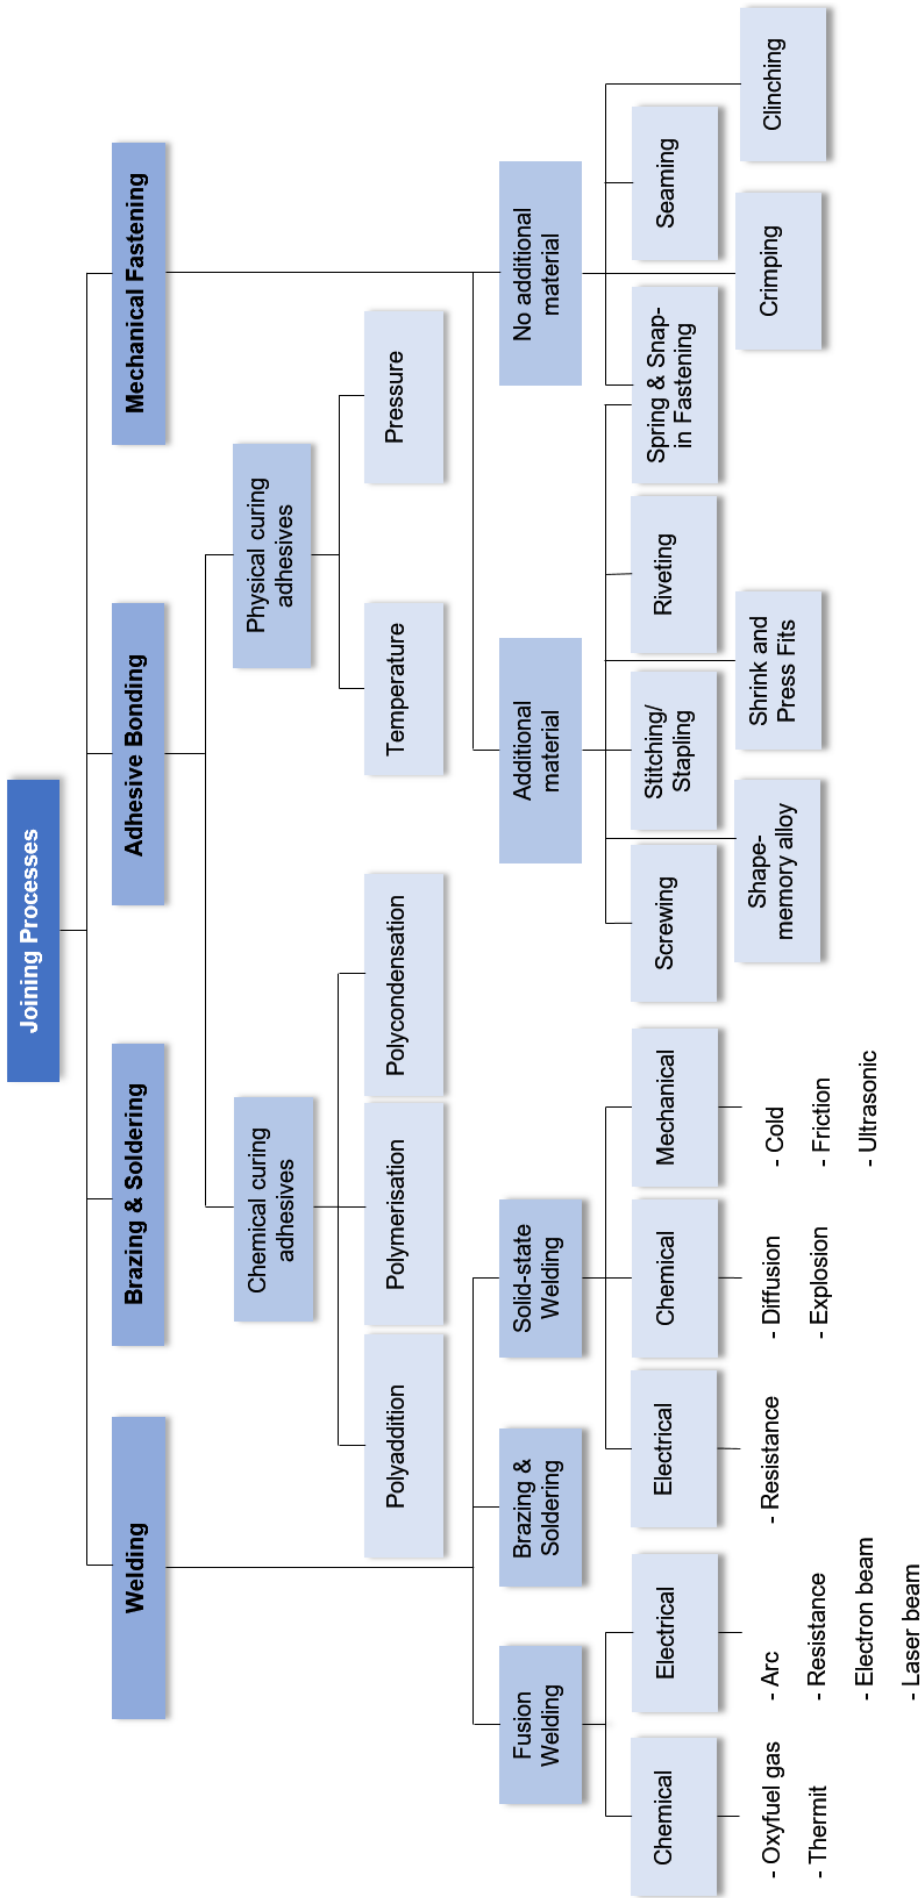 Joining Processes
Welding
Brazing & Soldering
Adhesive Bonding
Mechanical Fastening
Chemical curing
adhesives
Physical curing
adhesives
Polyaddition
Polymerisation
Polycondensation
Temperature
Pressure
Fusion
Welding
Brazing &
Soldering
Solid-state
Welding
Additional
material
No additional
material
Chemical
Electrical
Electrical
Chemical
Mechanical
Screwing
Stitching/
Stapling
Riveting
Spring & Snap-
in Fastening
Seaming
Shape-
memory alloy
Shrink and
Press Fits
Crimping
Clinching
- Oxyfuel gas
- Thermit
- Arc
- Resistance
- Electron beam
- Laser beam
- Resistance
- Diffusion
- Explosion
- Cold
- Friction
- Ultrasonic